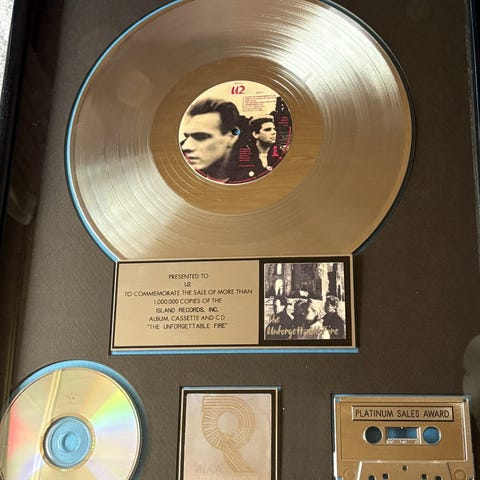 U2
PRESENTED TO
U2
TO COMMEMORATE THE SALE OF MORE THAN
1,000,000 COPIES OF THE
ISLAND RECORDS, INC.
ALBUM, CASSETTE AND CD
"THE UNFORGETTABLE FIRE"
The
Unforgettable Fire
PLATINUM SALES AWARD